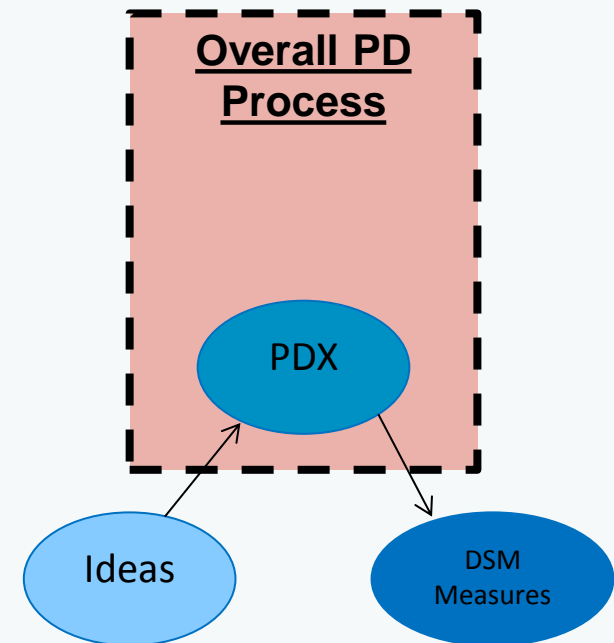 Overall PD
Process
PDX
Ideas
DSM
Measures